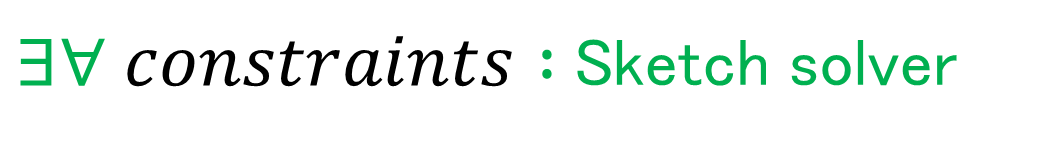 ∃∀ constraints : Sketch solver